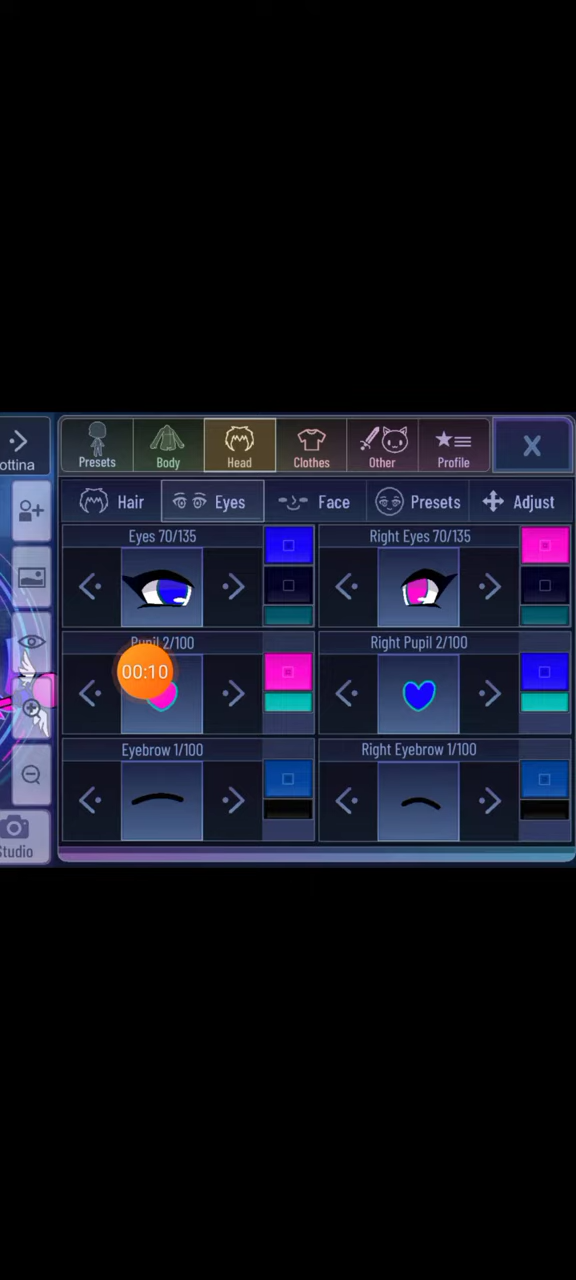 Presets
Body
Head
Clothes
Other
Profile
X
ottina
Hair
Eyes
Face
Presets
Adjust
Eyes 70/135
Right Eyes 70/135
Pupil 2/100
Right Pupil 2/100
00:10
Eyebrow 1/100
Right Eyebrow 1/100
Studio